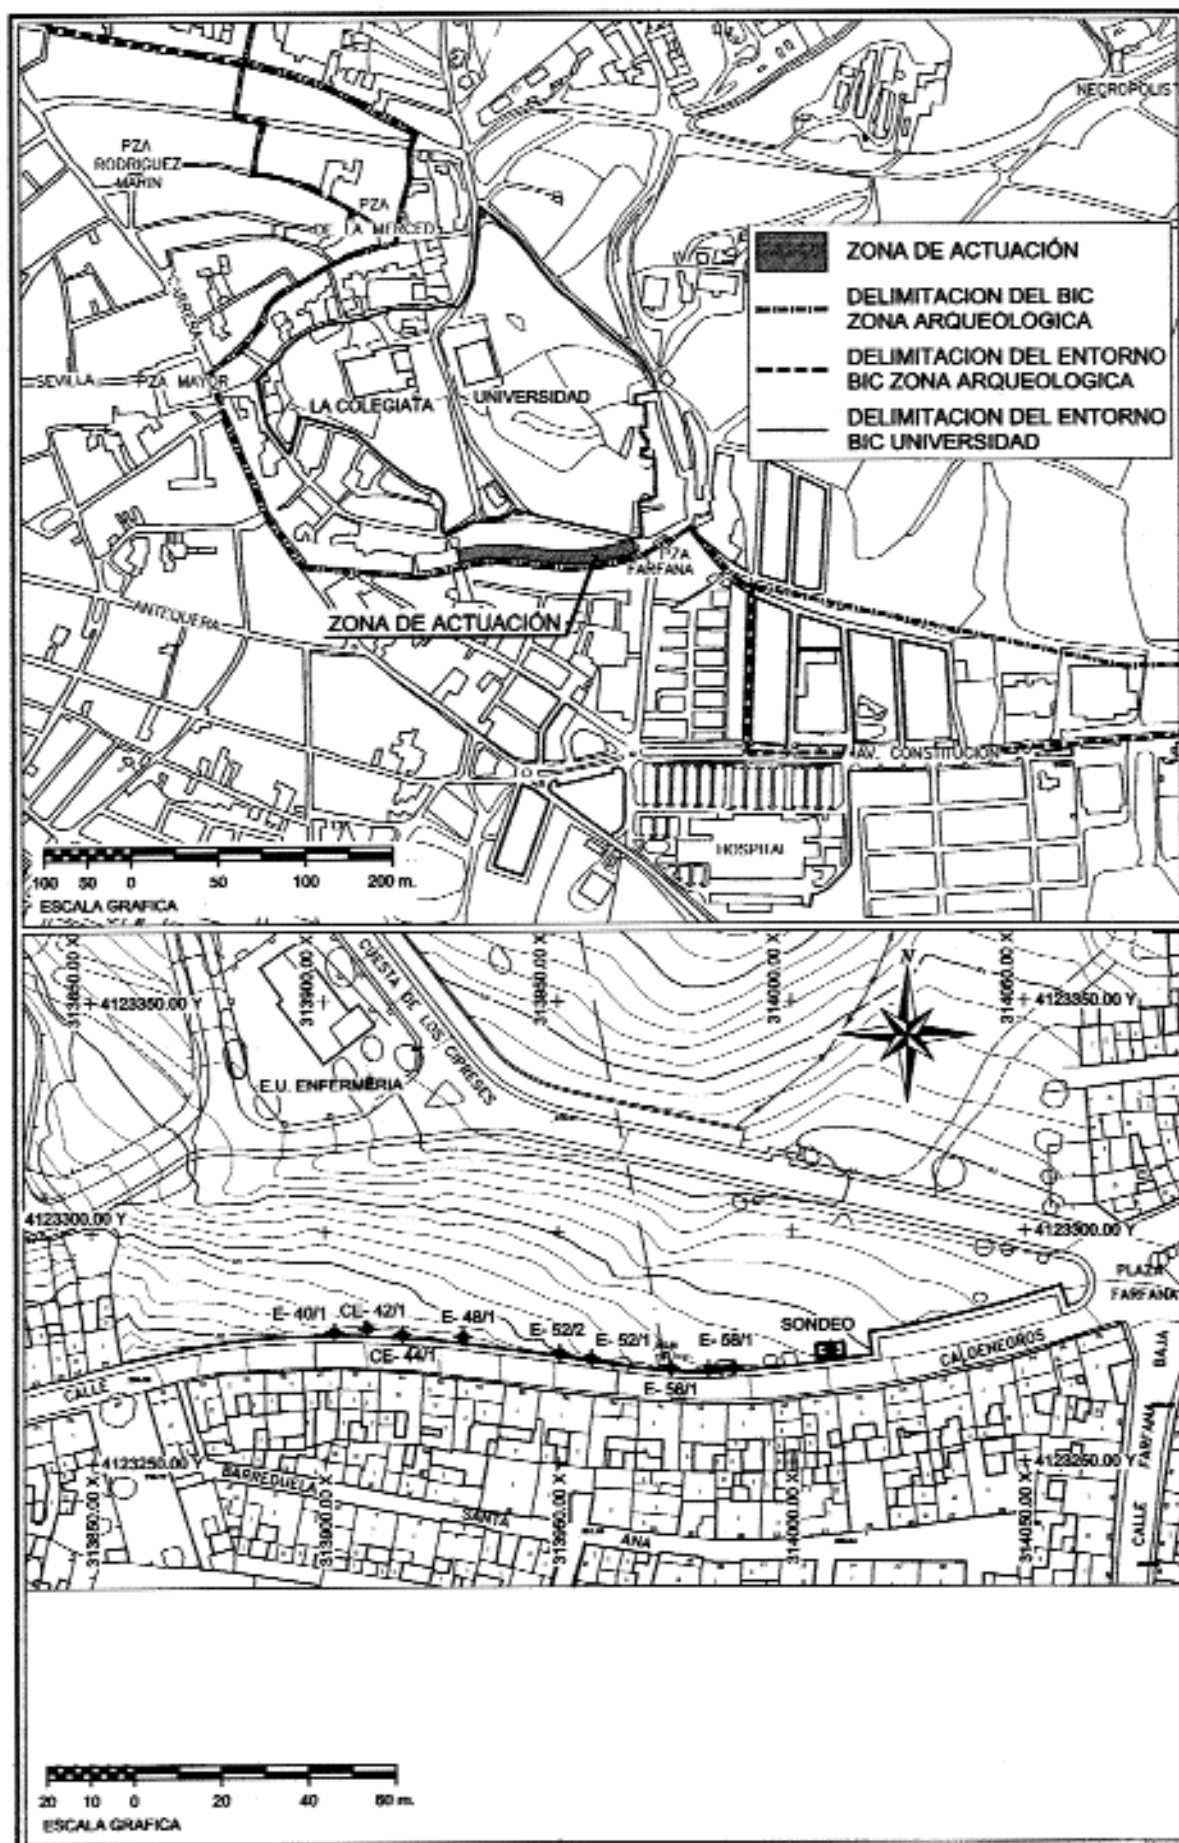 NECROPOLIS
PZA
RODRIGUEZ
MARIN
PZA
DE LA MERCED
ZONA DE ACTUACIÓN
DELIMITACION DEL BIC
ZONA ARQUEOLOGICA
DELIMITACION DEL ENTORNO
BIC ZONA ARQUEOLOGICA
DELIMITACION DEL ENTORNO
BIC UNIVERSIDAD
SEVILLA
PZA MAYOR
LA COLEGIATA
UNIVERSIDAD
PZA
FARFANA
ANTEQUERA
ZONA DE ACTUACIÓN
AV. CONSTITUCION
HOSPITAL
100 50 0 50 100 200 m.
ESCALA GRAFICA
313850.00 X
313900.00 X
313950.00 X
314000.00 X
314050.00 X
4123350.00 Y
4123350.00 Y
CUESTA DE LOS CIPRESES
N
E.U. ENFERMERIA
4123300.00 Y
4123300.00 Y
PLAZA
FARFANA
E- 40/1
CE- 42/1
CE- 44/1
E- 48/1
E- 52/2
E- 52/1
E- 56/1
E- 58/1
SONDEO
CALLE
CALDENEGROS
CALLE FARFANA BAJA
4123250.00 Y
4123250.00 Y
BARREDUELA
SANTA
ANA
313850.00 X
313900.00 X
313950.00 X
314000.00 X
314050.00 X
20 10 0 20 40 60 m.
ESCALA GRAFICA